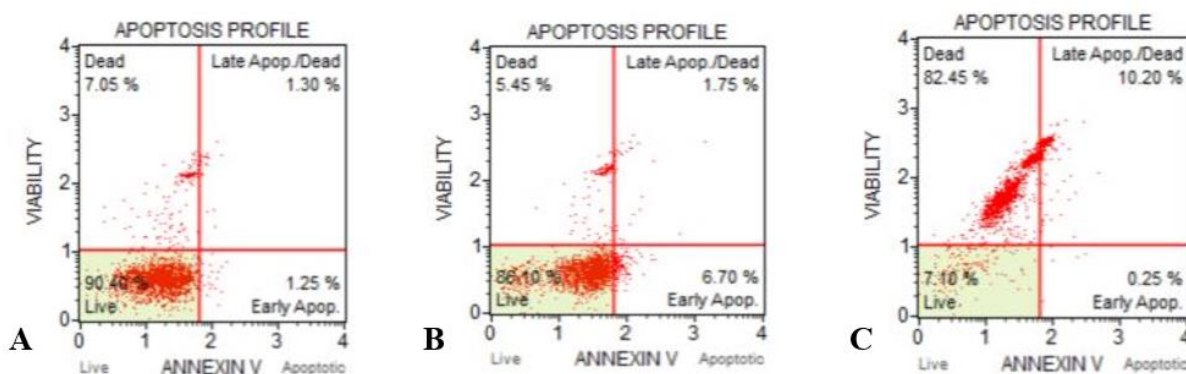 APOPTOSIS PROFILE
4
Dead
7.05 %
Late Apop./Dead
1.30 %
3
VIABILITY
2
1
90.40 %
Live
1.25 %
Early Apop.
0
0 1 2 3 4
Live
ANNEXIN V
Apoptotic
A
APOPTOSIS PROFILE
4
Dead
5.45 %
Late Apop./Dead
1.75 %
3
VIABILITY
2
1
86.10 %
Live
6.70 %
Early Apop.
0
0 1 2 3 4
Live
ANNEXIN V
Apoptotic
B
APOPTOSIS PROFILE
4
Dead
82.45 %
Late Apop./Dead
10.20 %
3
VIABILITY
2
1
7.10 %
Live
0.25 %
Early Apop.
0
0 1 2 3 4
Live
ANNEXIN V
Apoptotic
C